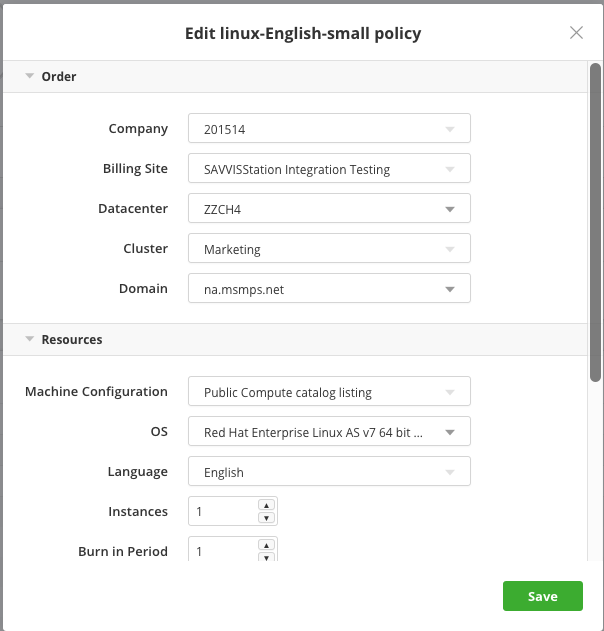 Edit linux-English-small policy
Order
Company 201514
Billing Site SAVVISStation Integration Testing
Datacenter ZZCH4
Cluster Marketing
Domain na.msmps.net
Resources
Machine Configuration Public Compute catalog listing
OS Red Hat Enterprise Linux AS v7 64 bit ...
Language English
Instances 1
Burn in Period 1
Save